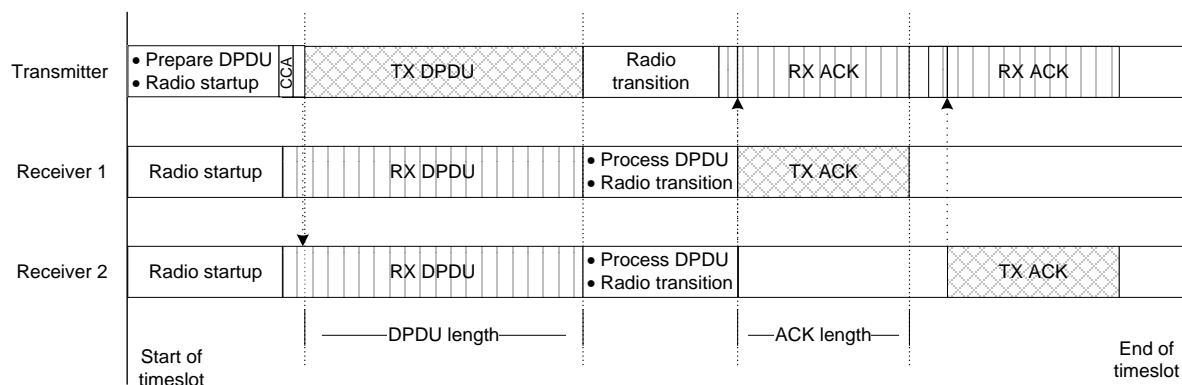 Transmitter
• Prepare DPDU
• Radio startup
CCA
TX DPDU
Radio
transition
RX ACK
RX ACK
Receiver 1
Radio startup
RX DPDU
• Process DPDU
• Radio transition
TX ACK
Receiver 2
Radio startup
RX DPDU
• Process DPDU
• Radio transition
TX ACK
DPDU length
ACK length
Start of
timeslot
End of
timeslot